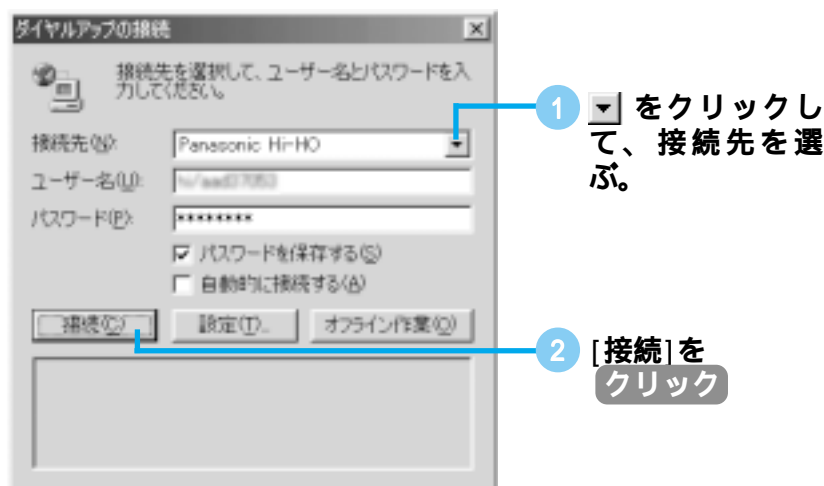 ダイヤルアップの接続
接続先を選択して、ユーザー名とパスワードを入
力してください。
接続先(N):
Panasonic Hi-HO
ユーザー名(U):
パスワード(P):
********
パスワードを保存する(S)
自動的に接続する(A)
接続(C)
設定(T)...
オフライン作業(O)
1
をクリックし
て、接続先を選
ぶ。
2
[接続]を
クリック